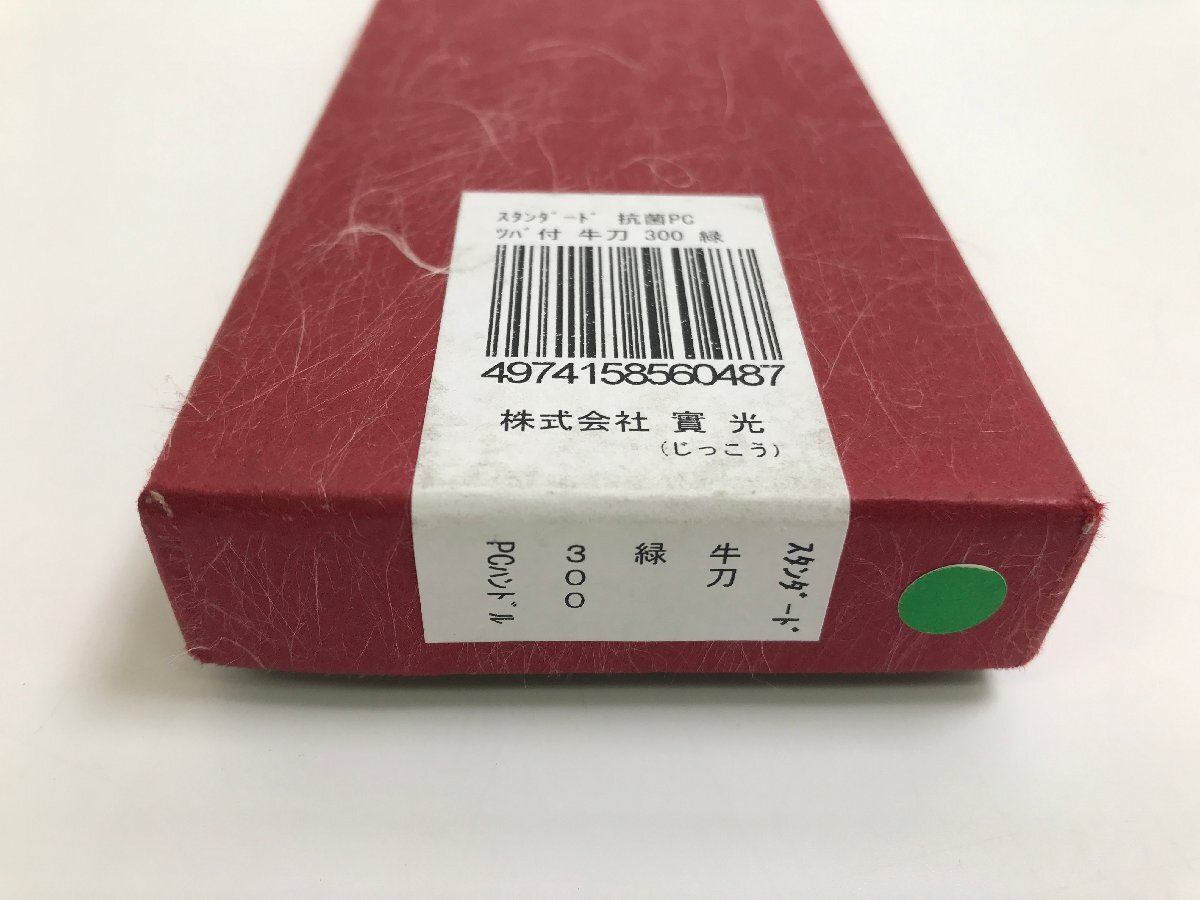 ｽﾀﾝﾀﾞｰﾄﾞ 抗菌PC
ﾂﾊﾞ付 牛刀 300 緑
4974158560487
株式会社 實光
(じっこう)
ｽﾀﾝﾀﾞｰﾄﾞ
牛刀
緑
300
PCﾊﾝﾄﾞﾙ